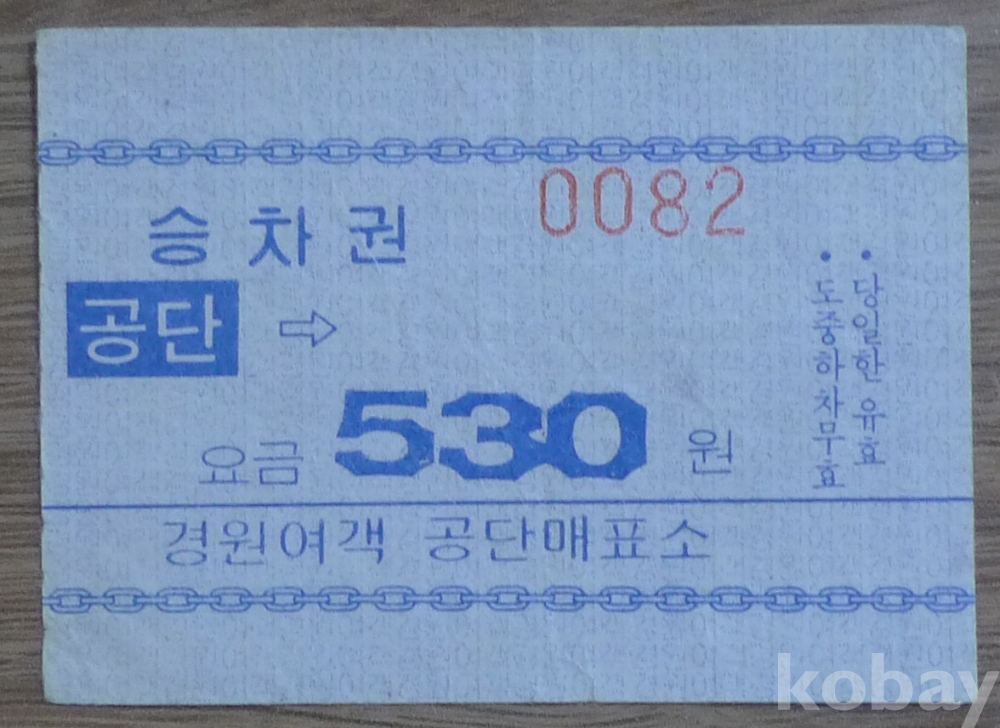 승차권
0082
공단 ⇨
요금 530 원
• 당일한 유효
• 도중하차무효
경원여객 공단매표소
kobay